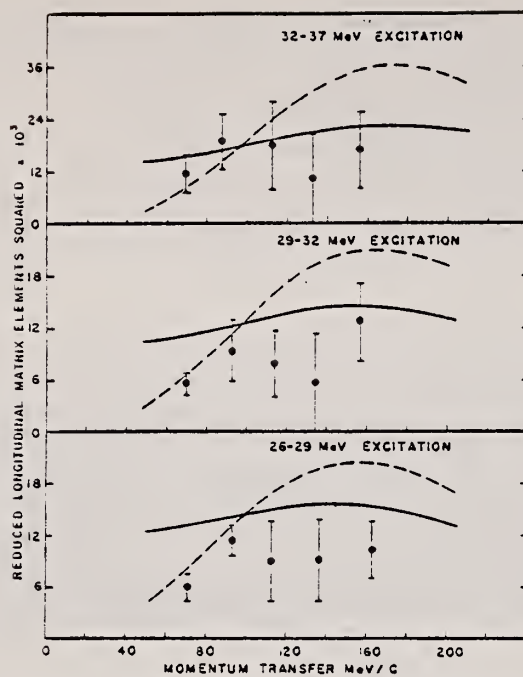 32-37 MeV EXCITATION
36
24
12
0
29-32 MeV EXCITATION
18
12
6
0
26-29 MeV EXCITATION
18
12
6
0 40 80 120 160 200
MOMENTUM TRANSFER MeV/C
REDUCED LONGITUDINAL MATRIX ELEMENTS SQUARED x 10³